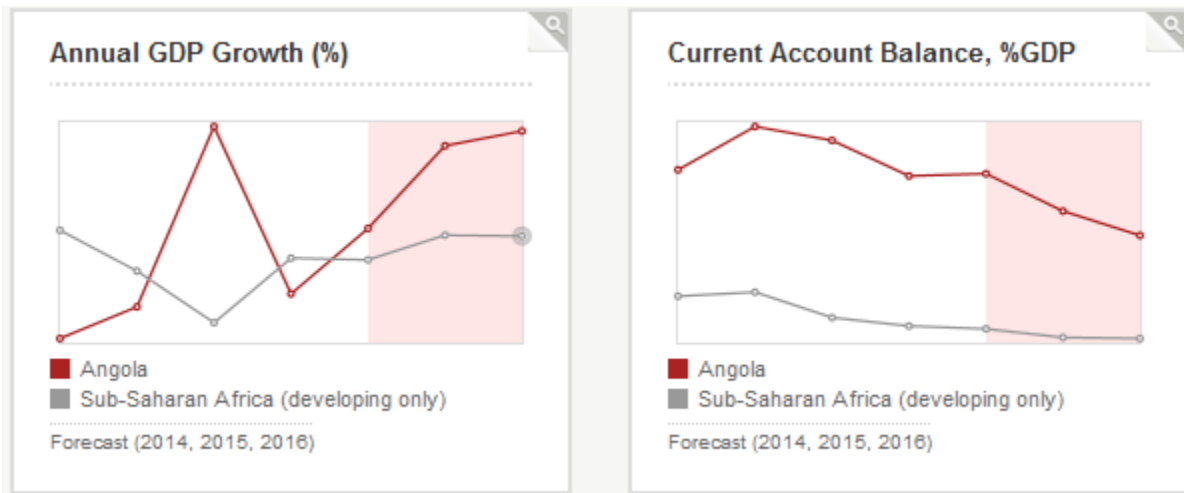 Annual GDP Growth (%)
Angola
Sub-Saharan Africa (developing only)
Forecast (2014, 2015, 2016)
Current Account Balance, %GDP
Angola
Sub-Saharan Africa (developing only)
Forecast (2014, 2015, 2016)